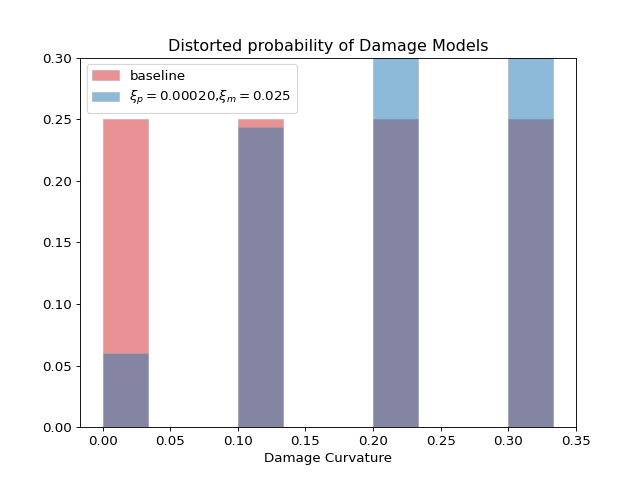 Distorted probability of Damage Models
baseline
ξₚ = 0.00020,ξₘ = 0.025
0.30
0.25
0.20
0.15
0.10
0.05
0.00
0.00 0.05 0.10 0.15 0.20 0.25 0.30 0.35
Damage Curvature